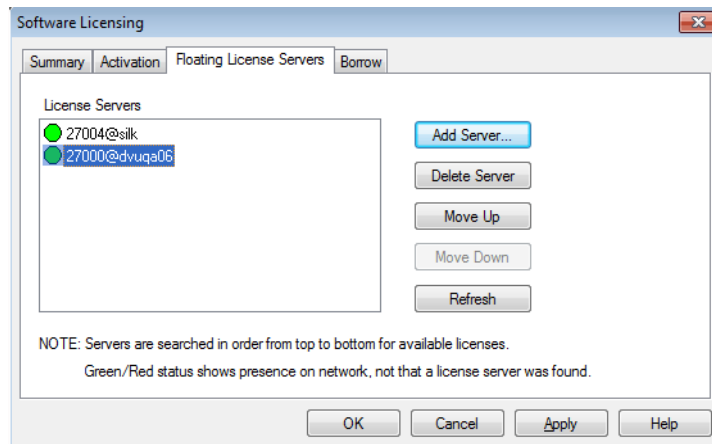 Software Licensing
Summary Activation Floating License Servers Borrow
License Servers
27004@silk
27000@dvuqa06
Add Server...
Delete Server
Move Up
Move Down
Refresh
NOTE: Servers are searched in order from top to bottom for available licenses.
Green/Red status shows presence on network, not that a license server was found.
OK Cancel Apply Help